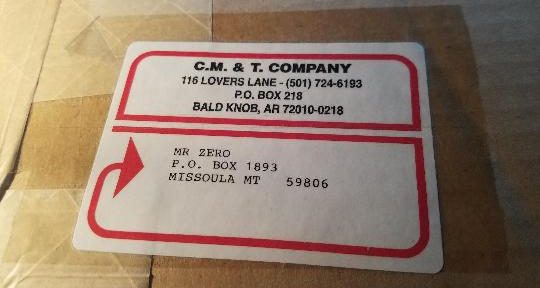 C.M. & T. COMPANY
116 LOVERS LANE - (501) 724-6193
P.O. BOX 218
BALD KNOB, AR 72010-0218
MR ZERO
P.O. BOX 1893
MISSOULA MT 59806